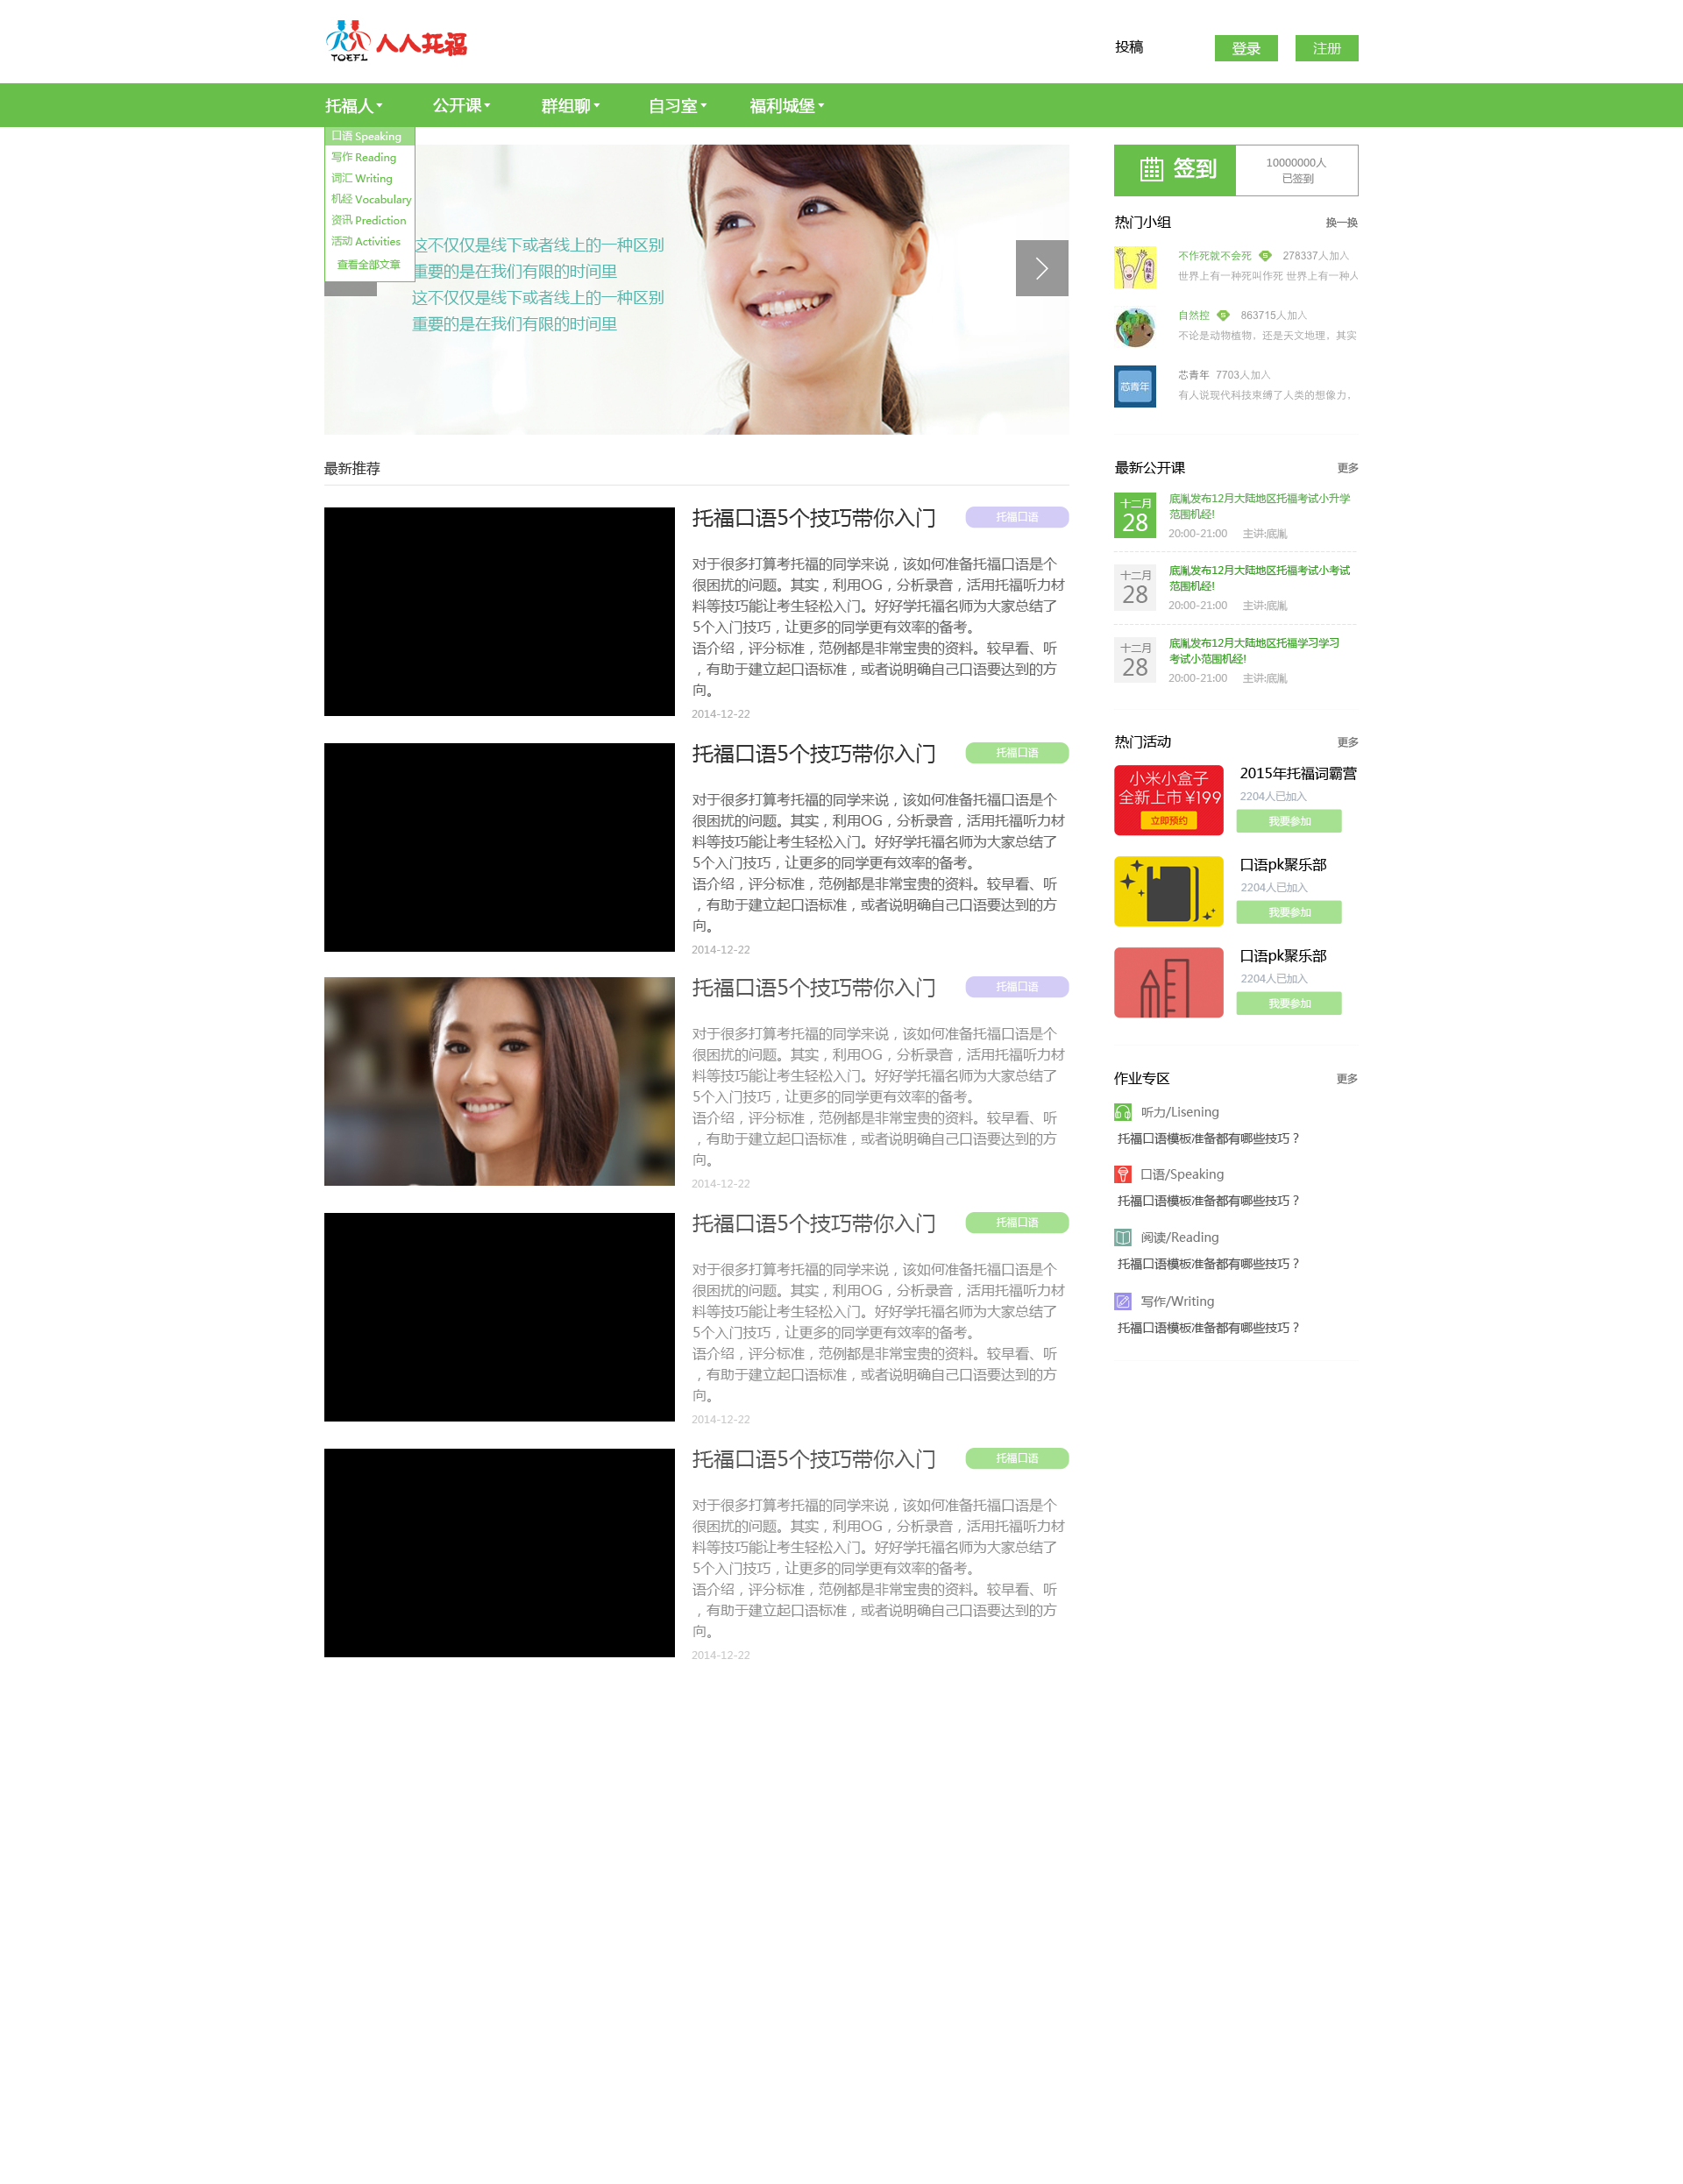 TOEFL 人人托福
投稿
登录
注册
托福人
公开课
群组聊
自习室
福利城堡
口语 Speaking
写作 Reading
词汇 Writing
机经 Vocabulary
资讯 Prediction
活动 Activities
查看全部文章
这不仅仅是线下或者线上的一种区别
重要的是在我们有限的时间里
这不仅仅是线下或者线上的一种区别
重要的是在我们有限的时间里
最新推荐
托福口语5个技巧带你入门
托福口语
对于很多打算考托福的同学来说，该如何准备托福口语是个
很困扰的问题。其实，利用OG，分析录音，活用托福听力材
料等技巧能让考生轻松入门。好好学托福名师为大家总结了
5个入门技巧，让更多的同学更有效率的备考。
语介绍，评分标准，范例都是非常宝贵的资料。较早看、听
，有助于建立起口语标准，或者说明确自己口语要达到的方
向。
2014-12-22
托福口语5个技巧带你入门
托福口语
对于很多打算考托福的同学来说，该如何准备托福口语是个
很困扰的问题。其实，利用OG，分析录音，活用托福听力材
料等技巧能让考生轻松入门。好好学托福名师为大家总结了
5个入门技巧，让更多的同学更有效率的备考。
语介绍，评分标准，范例都是非常宝贵的资料。较早看、听
，有助于建立起口语标准，或者说明确自己口语要达到的方
向。
2014-12-22
托福口语5个技巧带你入门
托福口语
对于很多打算考托福的同学来说，该如何准备托福口语是个
很困扰的问题。其实，利用OG，分析录音，活用托福听力材
料等技巧能让考生轻松入门。好好学托福名师为大家总结了
5个入门技巧，让更多的同学更有效率的备考。
语介绍，评分标准，范例都是非常宝贵的资料。较早看、听
，有助于建立起口语标准，或者说明确自己口语要达到的方
向。
2014-12-22
托福口语5个技巧带你入门
托福口语
对于很多打算考托福的同学来说，该如何准备托福口语是个
很困扰的问题。其实，利用OG，分析录音，活用托福听力材
料等技巧能让考生轻松入门。好好学托福名师为大家总结了
5个入门技巧，让更多的同学更有效率的备考。
语介绍，评分标准，范例都是非常宝贵的资料。较早看、听
，有助于建立起口语标准，或者说明确自己口语要达到的方
向。
2014-12-22
托福口语5个技巧带你入门
托福口语
对于很多打算考托福的同学来说，该如何准备托福口语是个
很困扰的问题。其实，利用OG，分析录音，活用托福听力材
料等技巧能让考生轻松入门。好好学托福名师为大家总结了
5个入门技巧，让更多的同学更有效率的备考。
语介绍，评分标准，范例都是非常宝贵的资料。较早看、听
，有助于建立起口语标准，或者说明确自己口语要达到的方
向。
2014-12-22
签到
10000000人
已签到
热门小组
换一换
不作死就不会死 278337人加入
世界上有一种死叫作死 世界上有一种人
自然控 863715人加入
不论是动物植物，还是天文地理，其实
芯青年
芯青年 7703人加入
有人说现代科技束缚了人类的想像力，
最新公开课
更多
十二月
28
底胤发布12月大陆地区托福考试小升学
范围机经!
20:00-21:00 主讲:底胤
十二月
28
底胤发布12月大陆地区托福考试小考试
范围机经!
20:00-21:00 主讲:底胤
十二月
28
底胤发布12月大陆地区托福学习学习
考试小范围机经!
20:00-21:00 主讲:底胤
热门活动
更多
小米小盒子
全新上市 ¥199
立即预约
2015年托福词霸营
2204人已加入
我要参加
口语pk聚乐部
2204人已加入
我要参加
口语pk聚乐部
2204人已加入
我要参加
作业专区
更多
听力/Lisening
托福口语模板准备都有哪些技巧？
口语/Speaking
托福口语模板准备都有哪些技巧？
阅读/Reading
托福口语模板准备都有哪些技巧？
写作/Writing
托福口语模板准备都有哪些技巧？